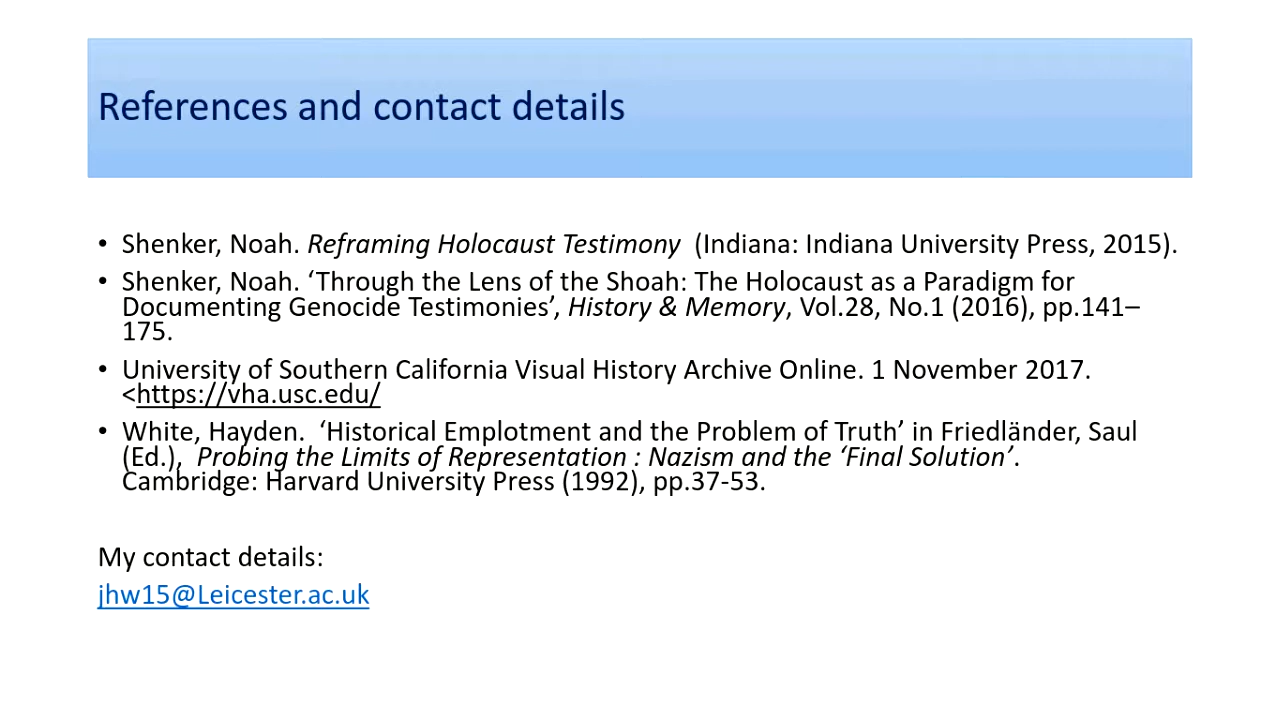 References and contact details
• Shenker, Noah. Reframing Holocaust Testimony  (Indiana: Indiana University Press, 2015).
• Shenker, Noah. ‘Through the Lens of the Shoah: The Holocaust as a Paradigm for
Documenting Genocide Testimonies’, History & Memory, Vol.28, No.1 (2016), pp.141–
175.
• University of Southern California Visual History Archive Online. 1 November 2017.
<https://vha.usc.edu/
• White, Hayden.  ‘Historical Emplotment and the Problem of Truth’ in Friedländer, Saul
(Ed.),  Probing the Limits of Representation : Nazism and the ‘Final Solution’.
Cambridge: Harvard University Press (1992), pp.37-53.
My contact details:
jhw15@Leicester.ac.uk